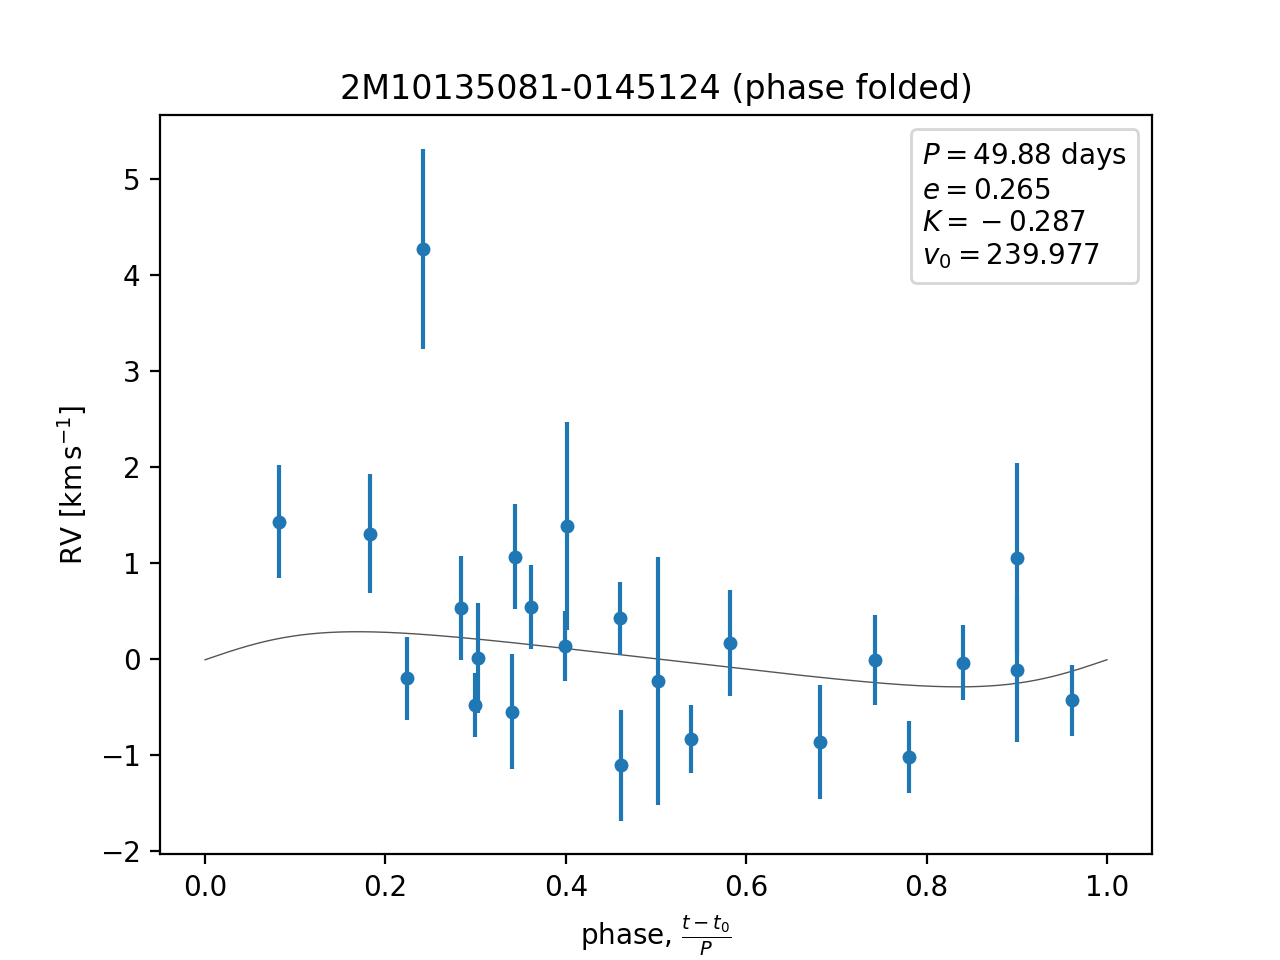 2M10135081-0145124 (phase folded)
P = 49.88 days
e = 0.265
K = −0.287
v₀ = 239.977
5
4
3
2
1
0
−1
−2
RV [km s⁻¹]
0.0 0.2 0.4 0.6 0.8 1.0
phase, (t − t₀)/P